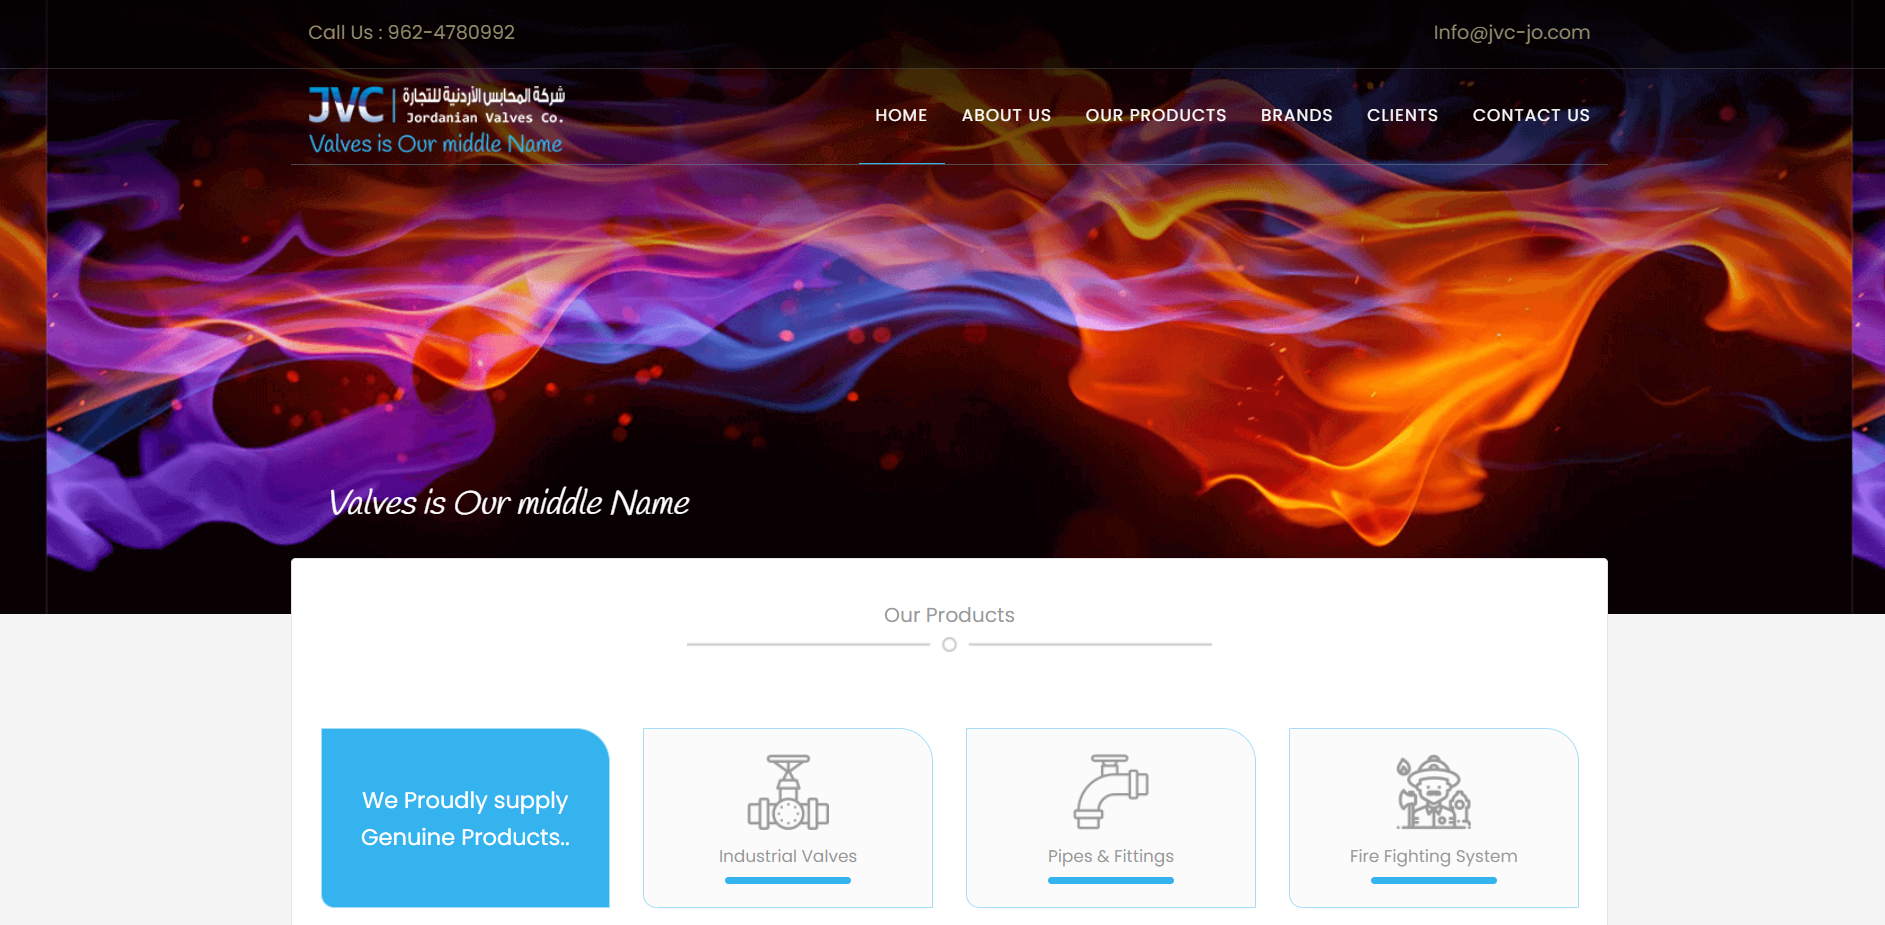 Call Us : 962-4780992
Info@jvc-jo.com
JVC
شركة المحابس الأردنية للتجارة
Jordanian Valves Co.
Valves is Our middle Name
HOME
ABOUT US
OUR PRODUCTS
BRANDS
CLIENTS
CONTACT US
Valves is Our middle Name
Our Products
We Proudly supply
Genuine Products..
Industrial Valves
Pipes & Fittings
Fire Fighting System